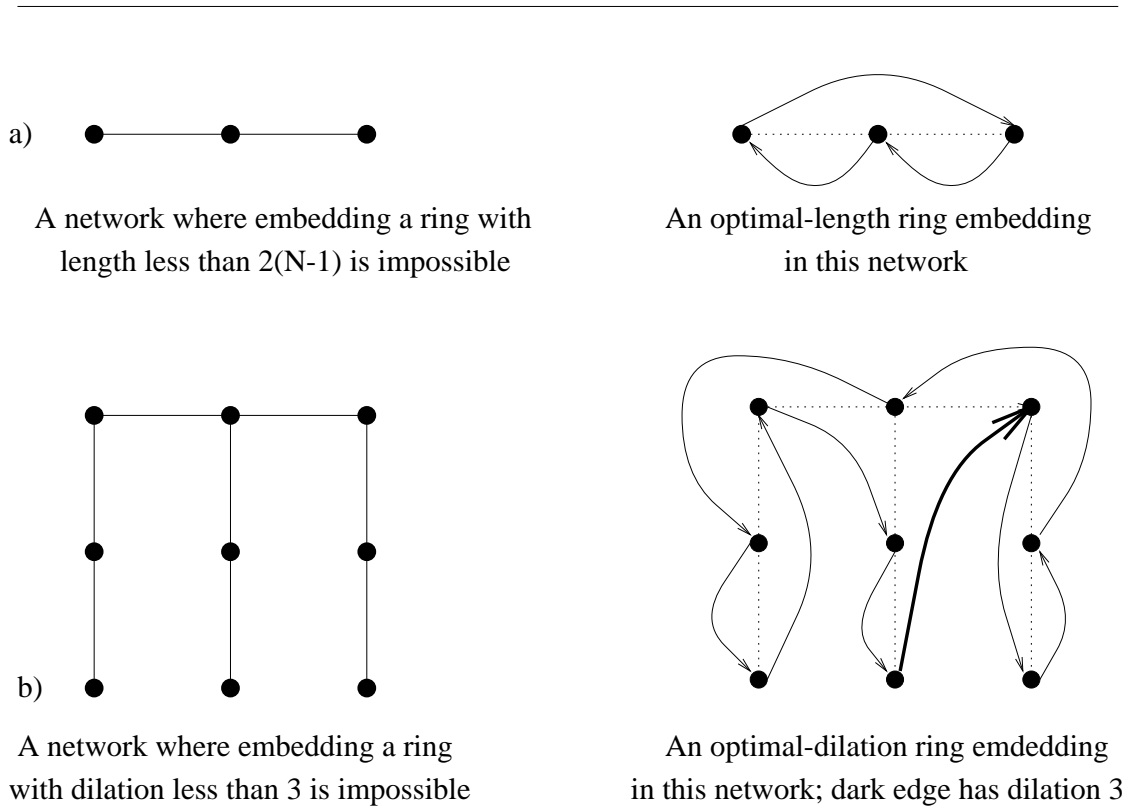 a)
A network where embedding a ring with
length less than 2(N-1) is impossible
An optimal-length ring embedding
in this network
b)
A network where embedding a ring
with dilation less than 3 is impossible
An optimal-dilation ring emdedding
in this network; dark edge has dilation 3